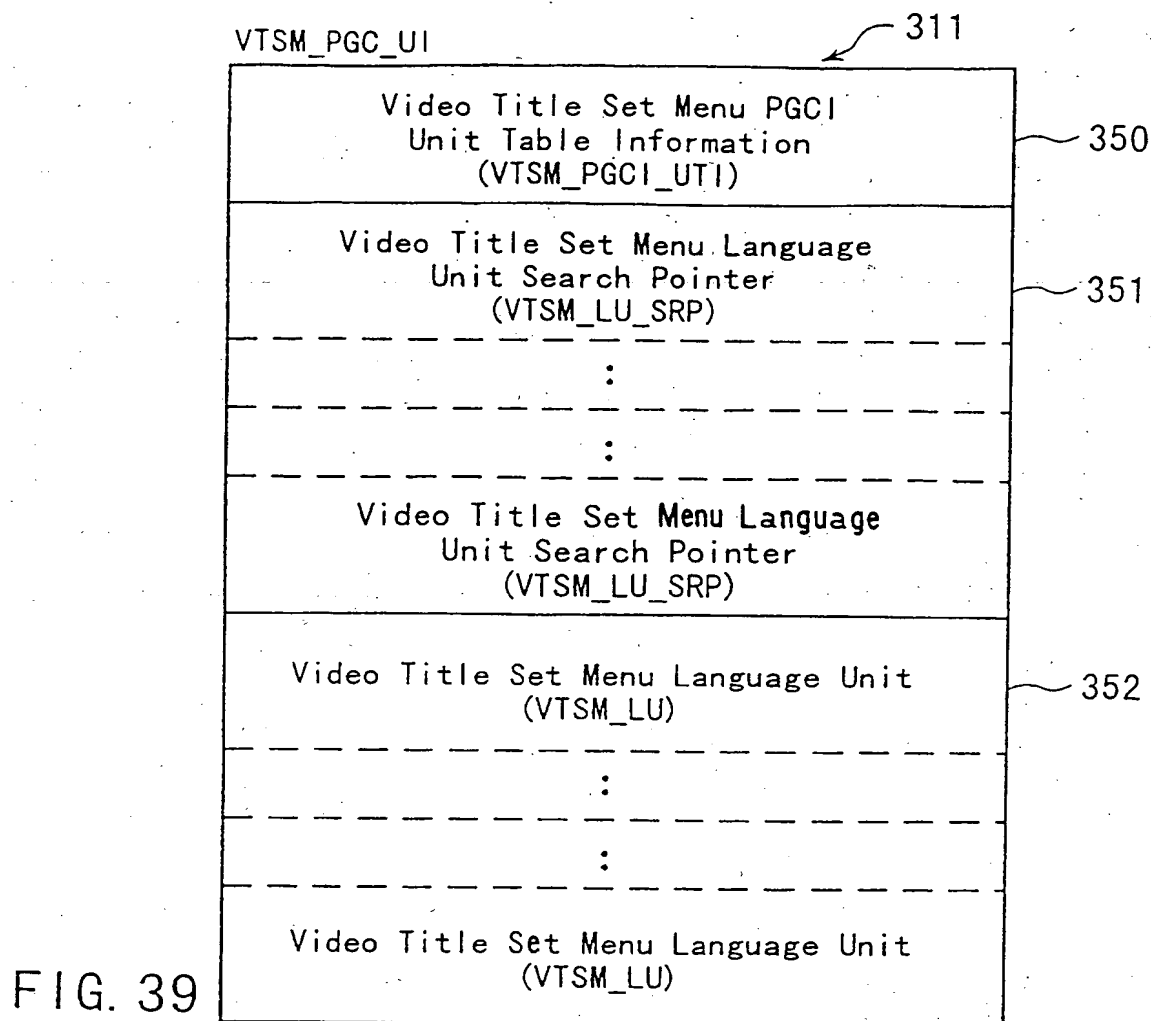 VTSM_PGC_UI
311
Video Title Set Menu PGCI
Unit Table Information
(VTSM_PGCI_UTI)
350
Video Title Set Menu Language
Unit Search Pointer
(VTSM_LU_SRP)
351
:
:
Video Title Set Menu Language
Unit Search Pointer
(VTSM_LU_SRP)
Video Title Set Menu Language Unit
(VTSM_LU)
352
:
:
Video Title Set Menu Language Unit
(VTSM_LU)
FIG. 39